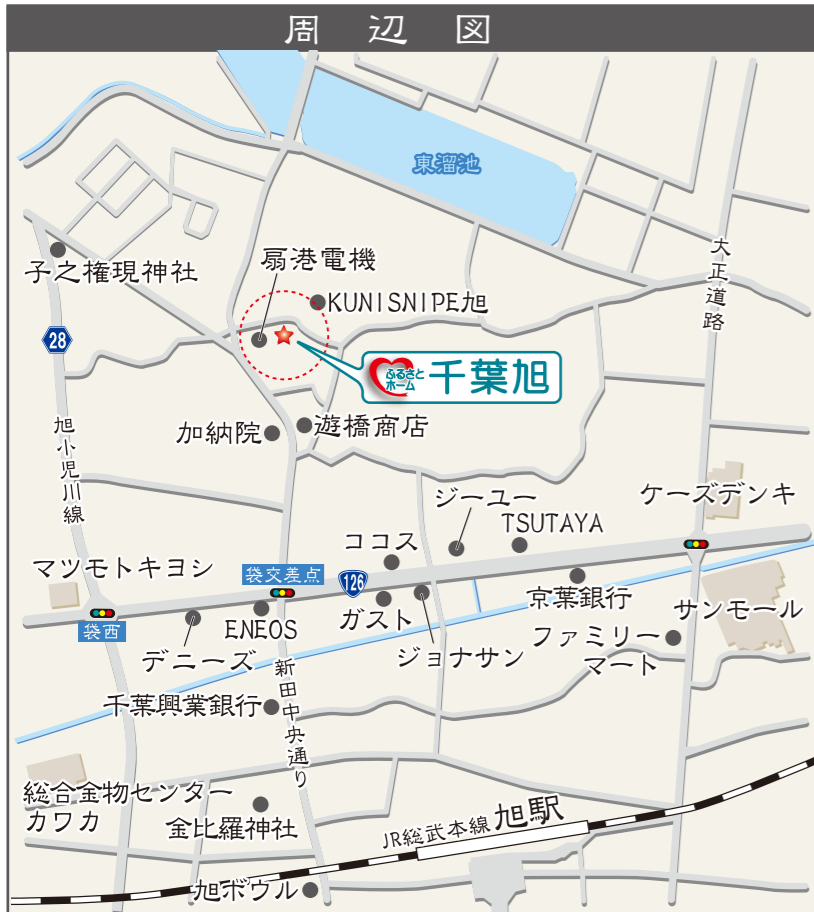 周辺図
東溜池
大正道路
子之権現神社
扇港電機
KUNISNIPE旭
28
ふるさと
ホーム
千葉旭
旭小児川線
加納院
遊橋商店
ケーズデンキ
ジーユー
TSUTAYA
ココス
マツモトキヨシ
袋交差点
126
京葉銀行
サンモール
ENEOS
ガスト
袋西
デニーズ
ジョナサン
ファミリー
マート
新田中央通り
千葉興業銀行
総合金物センター
カワカ
金比羅神社
JR総武本線 旭駅
旭ボウル